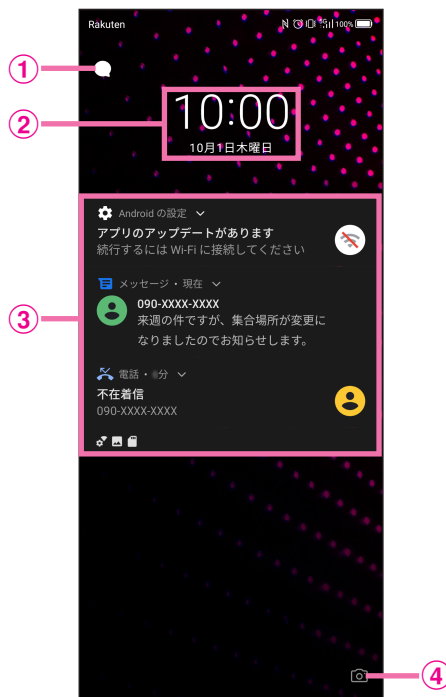 Rakuten
100%
①
②
10:00
10月1日木曜日
Android の設定
アプリのアップデートがあります
続行するには Wi-Fi に接続してください
メッセージ・現在
③
090-XXXX-XXXX
来週の件ですが、集合場所が変更に
なりましたのでお知らせします。
電話・分
不在着信
090-XXXX-XXXX
④